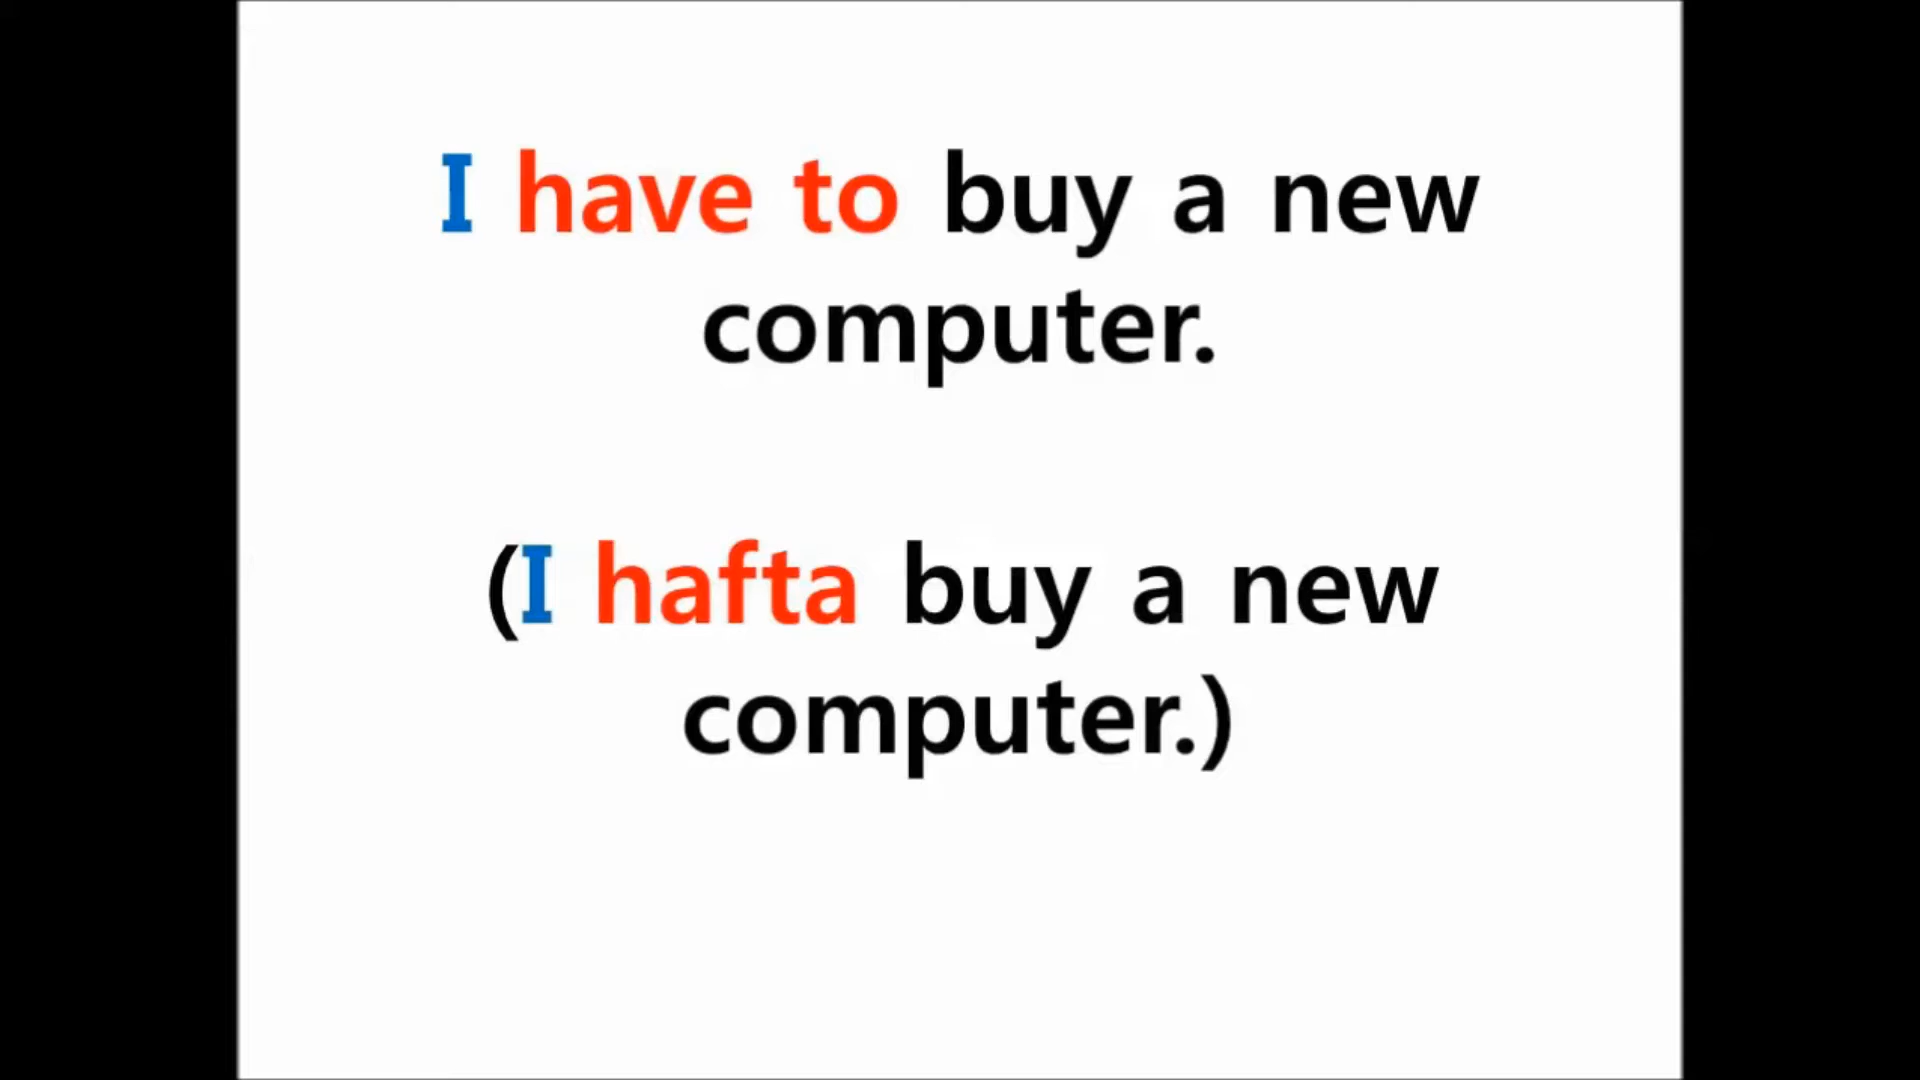 I have to buy a new
computer.
(I hafta buy a new
computer.)